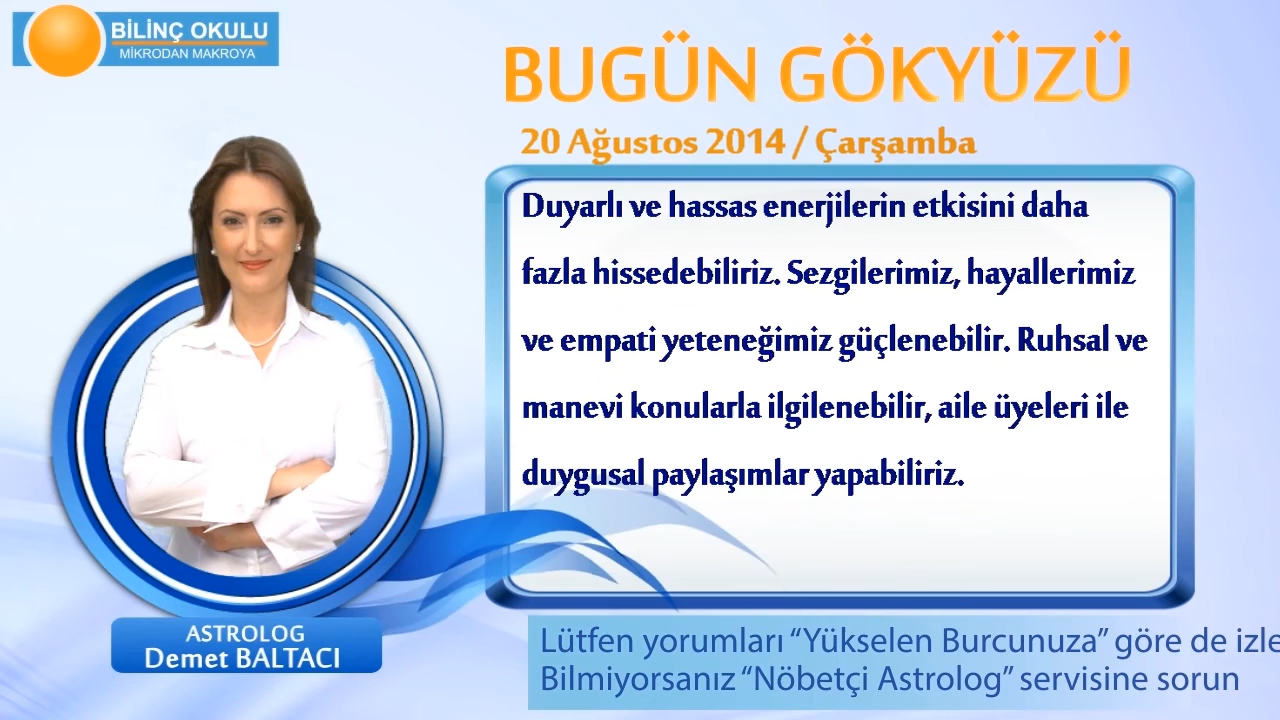 BİLİNÇ OKULU
MİKRODAN MAKROYA
BUGÜN GÖKYÜZÜ
20 Ağustos 2014 / Çarşamba
Duyarlı ve hassas enerjilerin etkisini daha
fazla hissedebiliriz. Sezgilerimiz, hayallerimiz
ve empati yeteneğimiz güçlenebilir. Ruhsal ve
manevi konularla ilgilenebilir, aile üyeleri ile
duygusal paylaşımlar yapabiliriz.
ASTROLOG
Demet BALTACI
Lütfen yorumları “Yükselen Burcunuza” göre de izle
Bilmiyorsanız “Nöbetçi Astrolog” servisine sorun